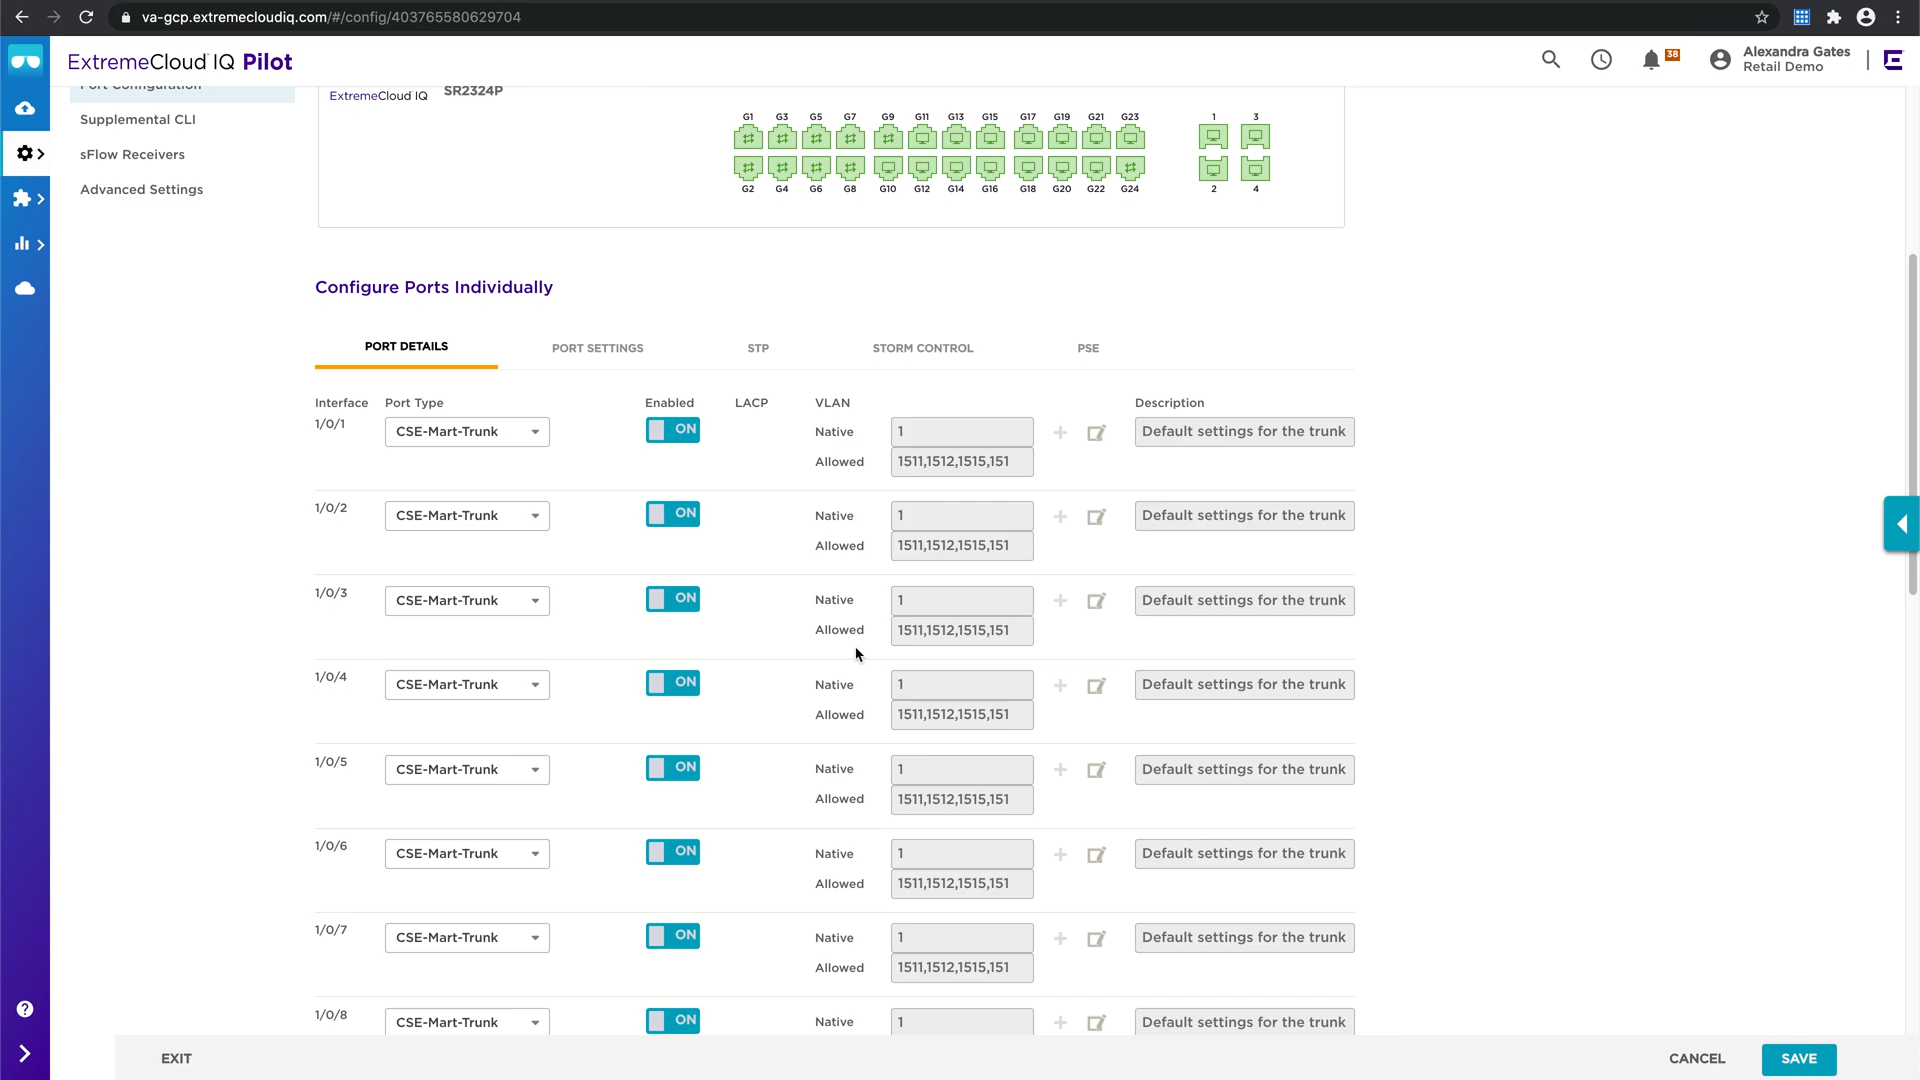 va-gcp.extremecloudiq.com/#/config/403765580629704
ExtremeCloud IQ Pilot
38
Alexandra Gates
Retail Demo
Port Configuration
Supplemental CLI
sFlow Receivers
Advanced Settings
ExtremeCloud IQ
SR2324P
G1 G3 G5 G7 G9 G11 G13 G15 G17 G19 G21 G23 1 3
G2 G4 G6 G8 G10 G12 G14 G16 G18 G20 G22 G24 2 4
Configure Ports Individually
PORT DETAILS PORT SETTINGS STP STORM CONTROL PSE
Interface Port Type Enabled LACP VLAN Description
1/0/1 CSE-Mart-Trunk ON Native 1 Default settings for the trunk
Allowed 1511,1512,1515,151
1/0/2 CSE-Mart-Trunk ON Native 1 Default settings for the trunk
Allowed 1511,1512,1515,151
1/0/3 CSE-Mart-Trunk ON Native 1 Default settings for the trunk
Allowed 1511,1512,1515,151
1/0/4 CSE-Mart-Trunk ON Native 1 Default settings for the trunk
Allowed 1511,1512,1515,151
1/0/5 CSE-Mart-Trunk ON Native 1 Default settings for the trunk
Allowed 1511,1512,1515,151
1/0/6 CSE-Mart-Trunk ON Native 1 Default settings for the trunk
Allowed 1511,1512,1515,151
1/0/7 CSE-Mart-Trunk ON Native 1 Default settings for the trunk
Allowed 1511,1512,1515,151
1/0/8 CSE-Mart-Trunk ON Native 1 Default settings for the trunk
EXIT CANCEL SAVE